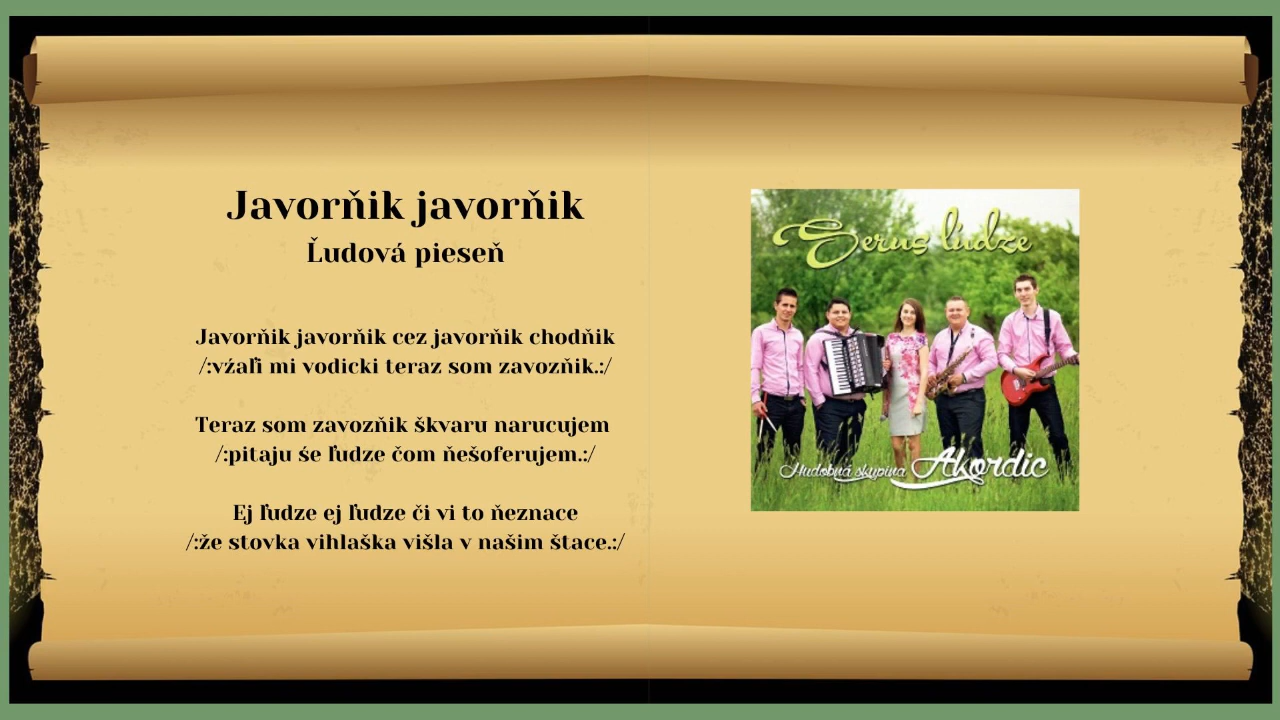 Javorňik javorňik
Ľudová pieseň
Javorňik javorňik cez javorňik chodňik
/:vźaľi mi vodicki teraz som zavozňik.:/
Teraz som zavozňik škvaru narucujem
/:pitaju śe ľudze čom ňešoferujem.:/
Ej ľudze ej ľudze či vi to ňeznace
/:že stovka vihlaška višla v našim štace.:/
Serus ľudze
Hudobná skupina Akordic